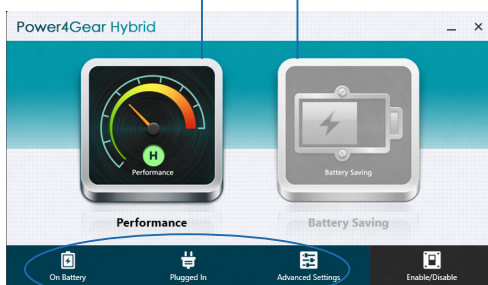 Power4Gear Hybrid
H
Performance
Battery Saving
Performance
Battery Saving
On Battery
Plugged In
Advanced Settings
Enable/Disable